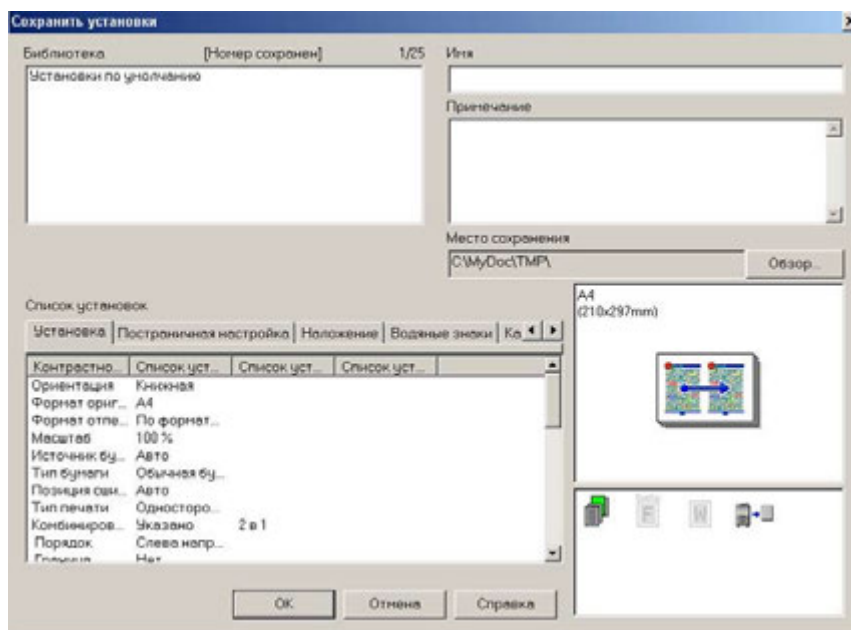 Сохранить установки
Библиотека [Номер сохранен] 1/25
Установки по умолчанию
Имя
Примечание
Место сохранения
C:\MyDoc\TMP\
Обзор...
Список установок
Установка Постраничная настройка Наложение Водяные знаки Ка
Контрастно... Список уст... Список уст... Список уст...
Ориентация Книжная
Формат ориг... A4
Формат отпе... По формат...
Масштаб 100 %
Источник бу... Авто
Тип бумаги Обычная бу...
Позиция сши... Авто
Тип печати Односторо...
Комбиниров... Указано 2 в 1
Порядок Слева напр...
Граница Нет
A4
(210x297mm)
F W
OK Отмена Справка